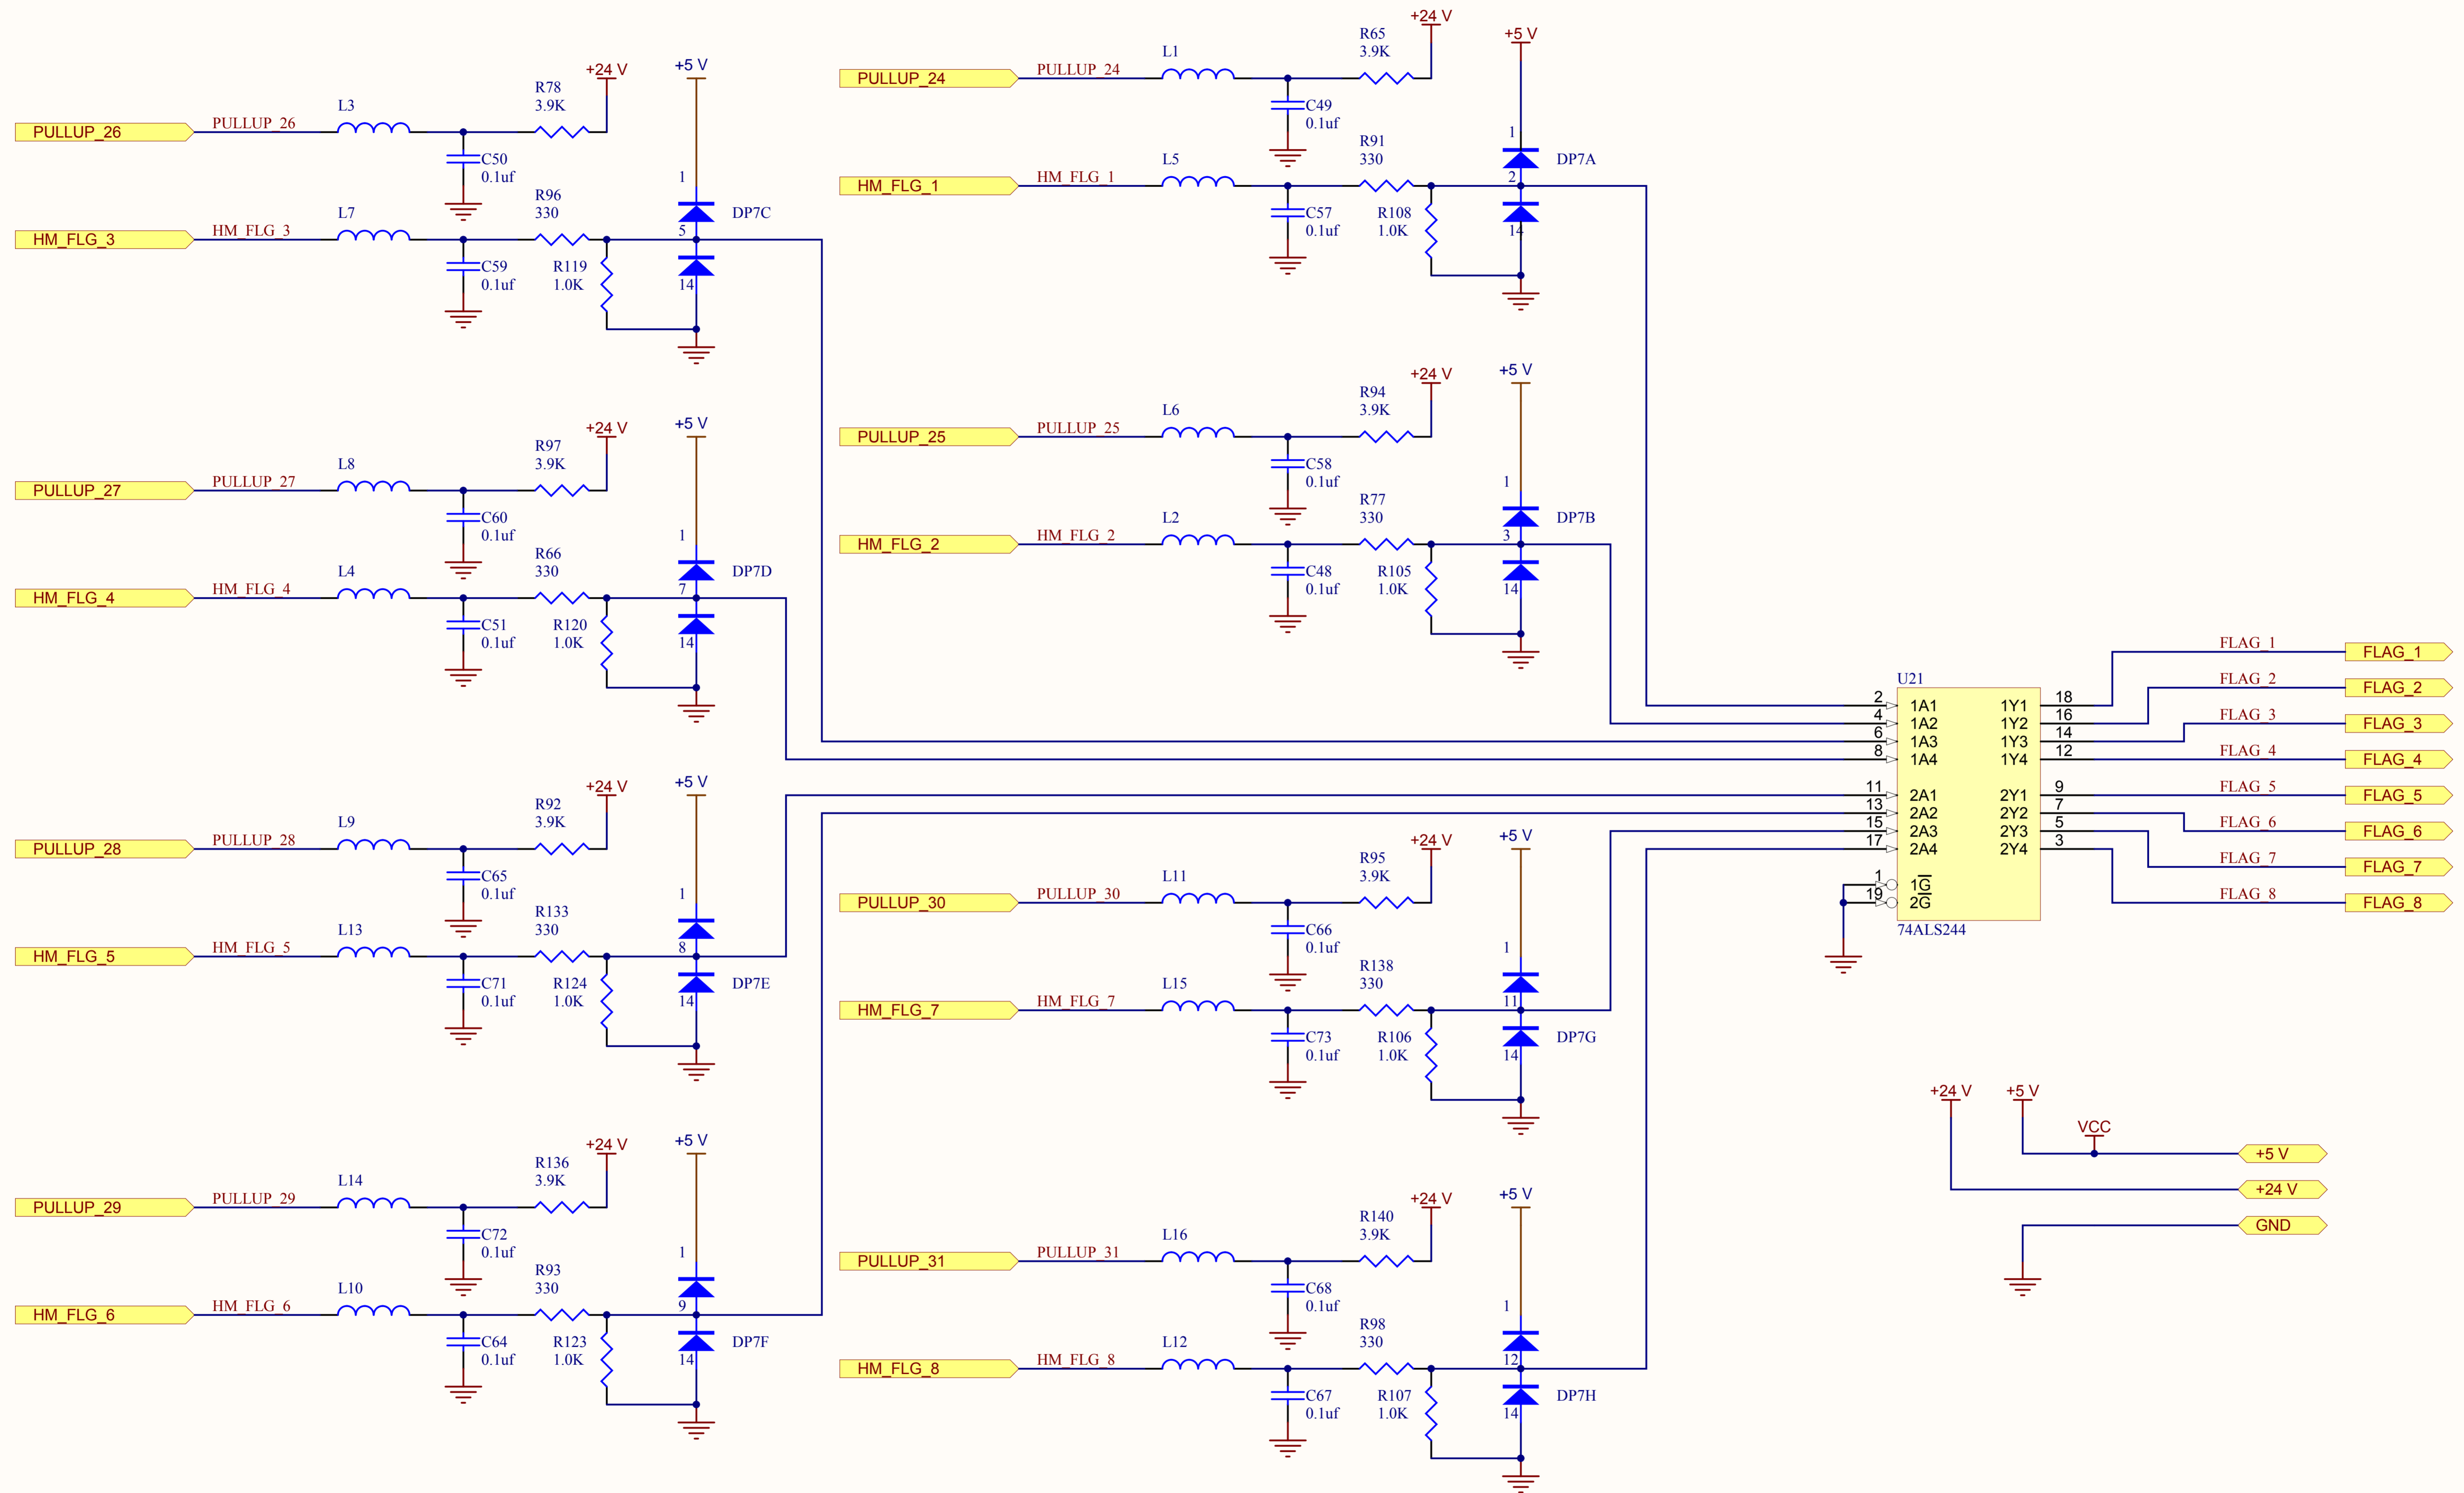 +24 V
+5 V
R78
3.9K
L3
PULLUP_26
PULLUP_26
C50
0.1uf
1
R96
330
DP7C
L7
HM_FLG_3
HM_FLG_3
5
C59
0.1uf
R119
1.0K
14
+24 V
+5 V
R97
3.9K
L8
PULLUP_27
PULLUP_27
C60
0.1uf
1
R66
330
DP7D
L4
HM_FLG_4
HM_FLG_4
7
C51
0.1uf
R120
1.0K
14
+24 V
+5 V
R92
3.9K
L9
PULLUP_28
PULLUP_28
C65
0.1uf
1
R133
330
L13
HM_FLG_5
HM_FLG_5
8
C71
0.1uf
R124
1.0K
14
DP7E
+24 V
+5 V
R136
3.9K
L14
PULLUP_29
PULLUP_29
C72
0.1uf
1
R93
330
L10
HM_FLG_6
HM_FLG_6
9
C64
0.1uf
R123
1.0K
14
DP7F
+24 V
+5 V
R65
3.9K
L1
PULLUP_24
PULLUP_24
C49
0.1uf
1
R91
330
DP7A
L5
HM_FLG_1
HM_FLG_1
2
C57
0.1uf
R108
1.0K
14
+24 V
+5 V
R94
3.9K
L6
PULLUP_25
PULLUP_25
C58
0.1uf
1
R77
330
DP7B
L2
HM_FLG_2
HM_FLG_2
3
C48
0.1uf
R105
1.0K
14
+24 V
+5 V
R95
3.9K
L11
PULLUP_30
PULLUP_30
C66
0.1uf
1
R138
330
L15
HM_FLG_7
HM_FLG_7
11
C73
0.1uf
R106
1.0K
14
DP7G
+24 V
+5 V
R140
3.9K
L16
PULLUP_31
PULLUP_31
C68
0.1uf
1
R98
330
L12
HM_FLG_8
HM_FLG_8
12
C67
0.1uf
R107
1.0K
14
DP7H
U21
2 1A1 1Y1 18
4 1A2 1Y2 16
6 1A3 1Y3 14
8 1A4 1Y4 12
11 2A1 2Y1 9
13 2A2 2Y2 7
15 2A3 2Y3 5
17 2A4 2Y4 3
1 1G
19 2G
74ALS244
FLAG_1 FLAG_1
FLAG_2 FLAG_2
FLAG_3 FLAG_3
FLAG_4 FLAG_4
FLAG_5 FLAG_5
FLAG_6 FLAG_6
FLAG_7 FLAG_7
FLAG_8 FLAG_8
+24 V +5 V
VCC
+5 V
+24 V
GND